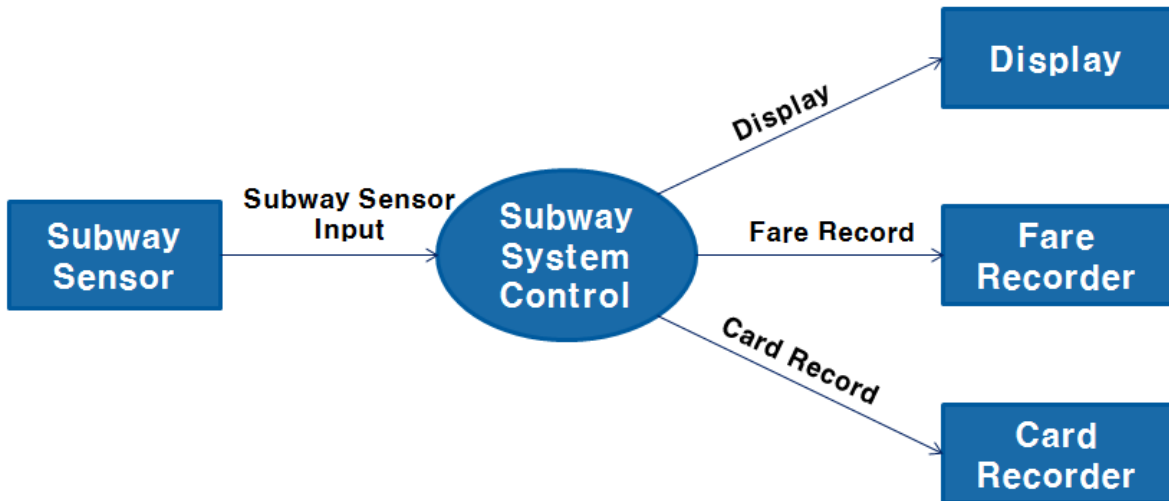 Subway
Sensor
Subway Sensor
Input
Subway
System
Control
Display
Display
Fare Record
Fare
Recorder
Card Record
Card
Recorder